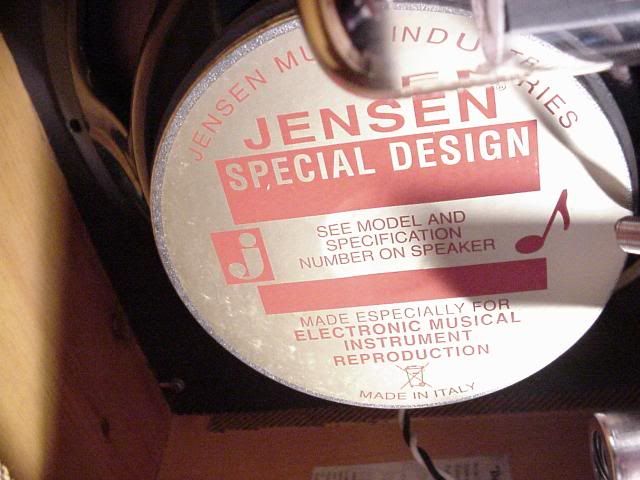 JENSEN INDUSTRIES
JENSEN®
SPECIAL DESIGN
j
SEE MODEL AND
SPECIFICATION
NUMBER ON SPEAKER
MADE ESPECIALLY FOR
ELECTRONIC MUSICAL
INSTRUMENT
REPRODUCTION
MADE IN ITALY